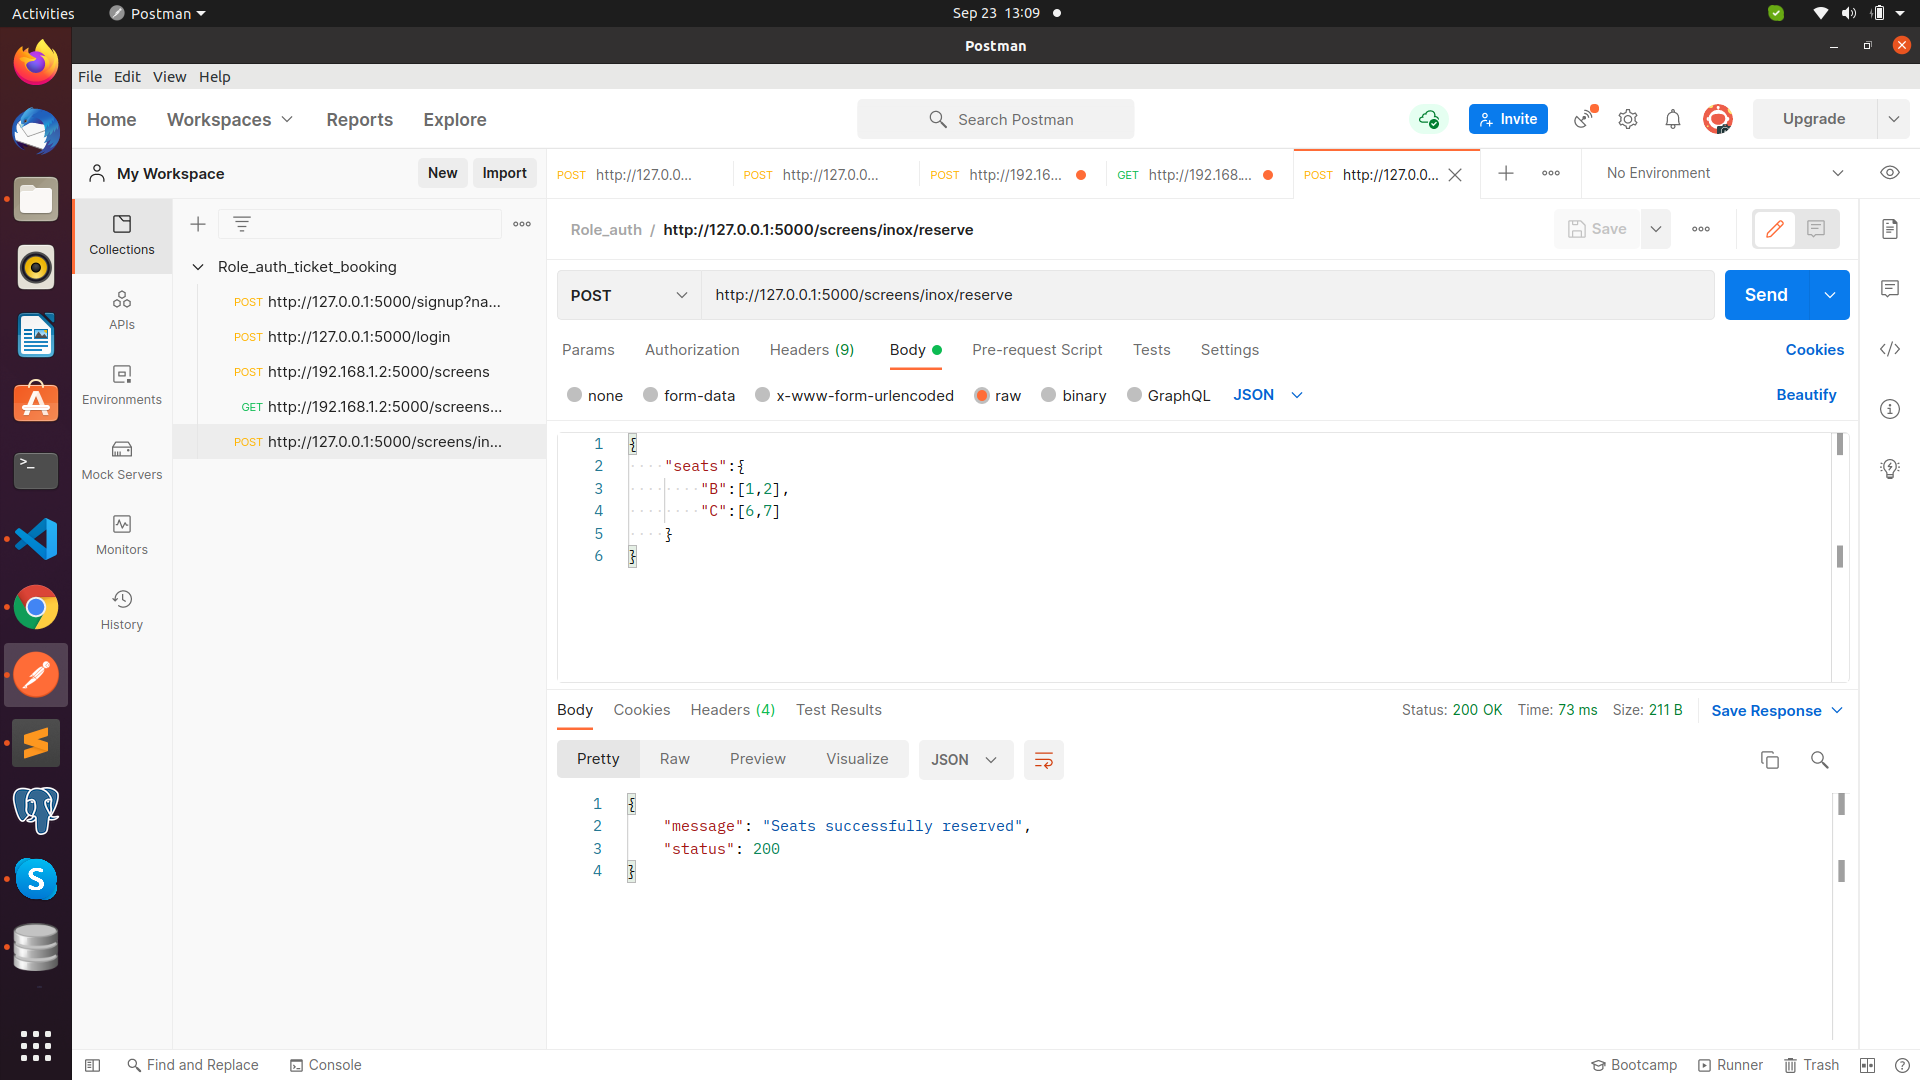 Activities Postman Sep 23 13:09
Postman
File Edit View Help
Home Workspaces Reports Explore Search Postman Invite Upgrade
My Workspace New Import
POST http://127.0.0... POST http://127.0.0... POST http://192.16... GET http://192.168.... POST http://127.0.0... No Environment
Collections
APIs
Environments
Mock Servers
Monitors
History
Role_auth_ticket_booking
POST http://127.0.0.1:5000/signup?na...
POST http://127.0.0.1:5000/login
POST http://192.168.1.2:5000/screens
GET http://192.168.1.2:5000/screens...
POST http://127.0.0.1:5000/screens/in...
Role_auth / http://127.0.0.1:5000/screens/inox/reserve Save
POST http://127.0.0.1:5000/screens/inox/reserve Send
Params Authorization Headers (9) Body Pre-request Script Tests Settings Cookies
none form-data x-www-form-urlencoded raw binary GraphQL JSON Beautify
1 {
2 "seats":{
3 "B":[1,2],
4 "C":[6,7]
5 }
6 }
Body Cookies Headers (4) Test Results Status: 200 OK Time: 73 ms Size: 211 B Save Response
Pretty Raw Preview Visualize JSON
1 {
2 "message": "Seats successfully reserved",
3 "status": 200
4 }
Find and Replace Console Bootcamp Runner Trash